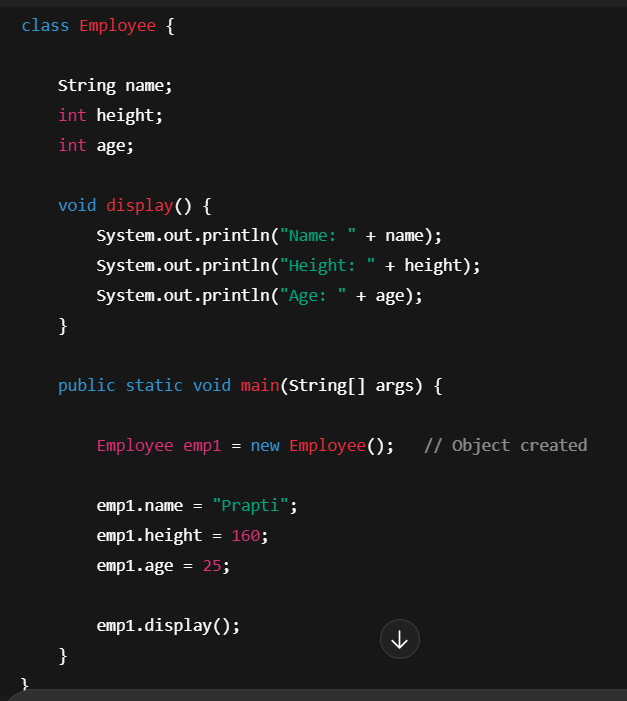 class Employee {
String name;
int height;
int age;
void display() {
System.out.println("Name: " + name);
System.out.println("Height: " + height);
System.out.println("Age: " + age);
}
public static void main(String[] args) {
Employee emp1 = new Employee();   // Object created
emp1.name = "Prapti";
emp1.height = 160;
emp1.age = 25;
emp1.display();
}
}